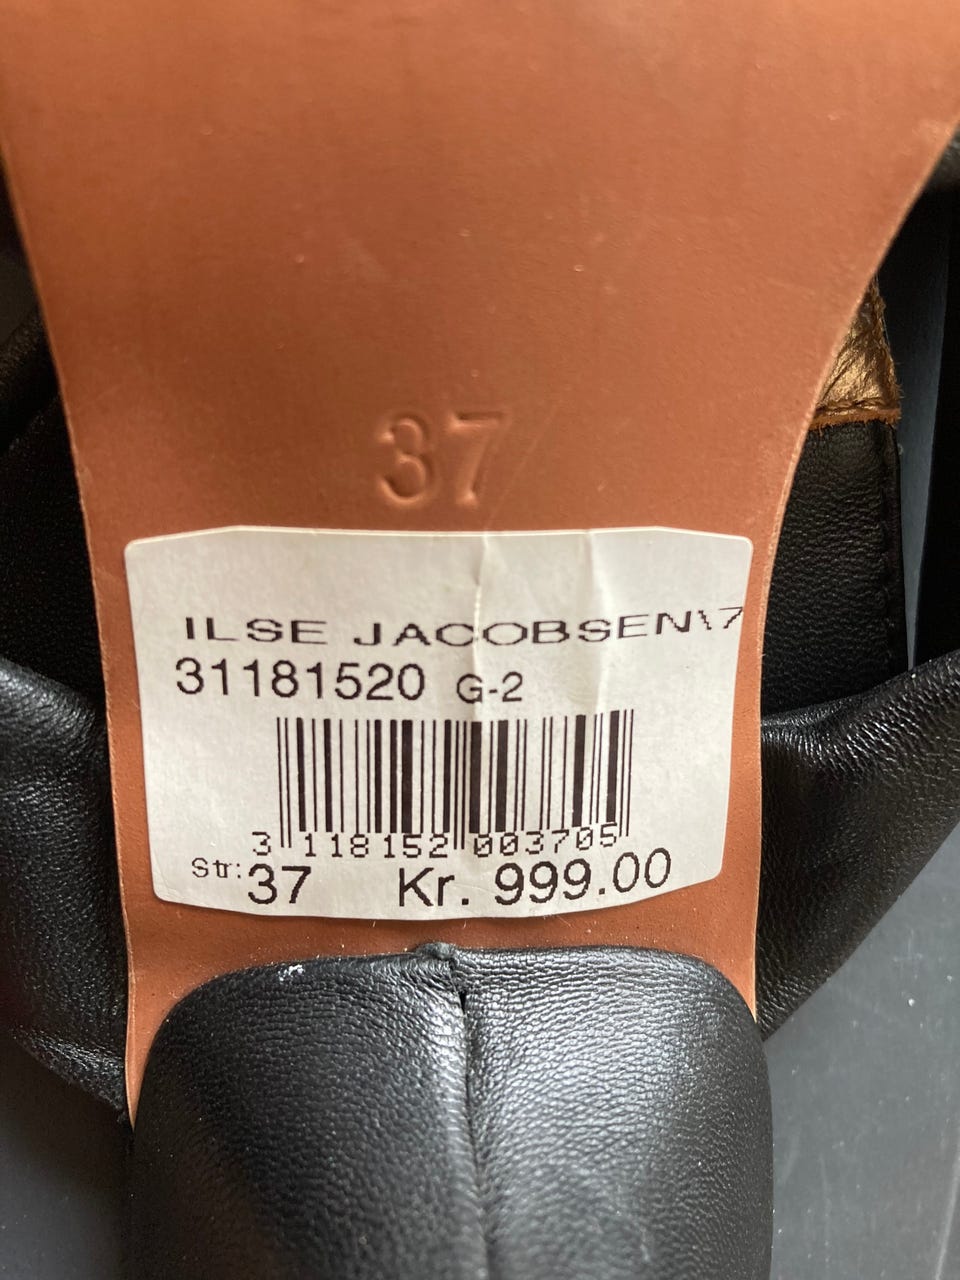 37
ILSE JACOBSEN\7
31181520 G-2
3 118152 003705
Str: 37 Kr. 999.00